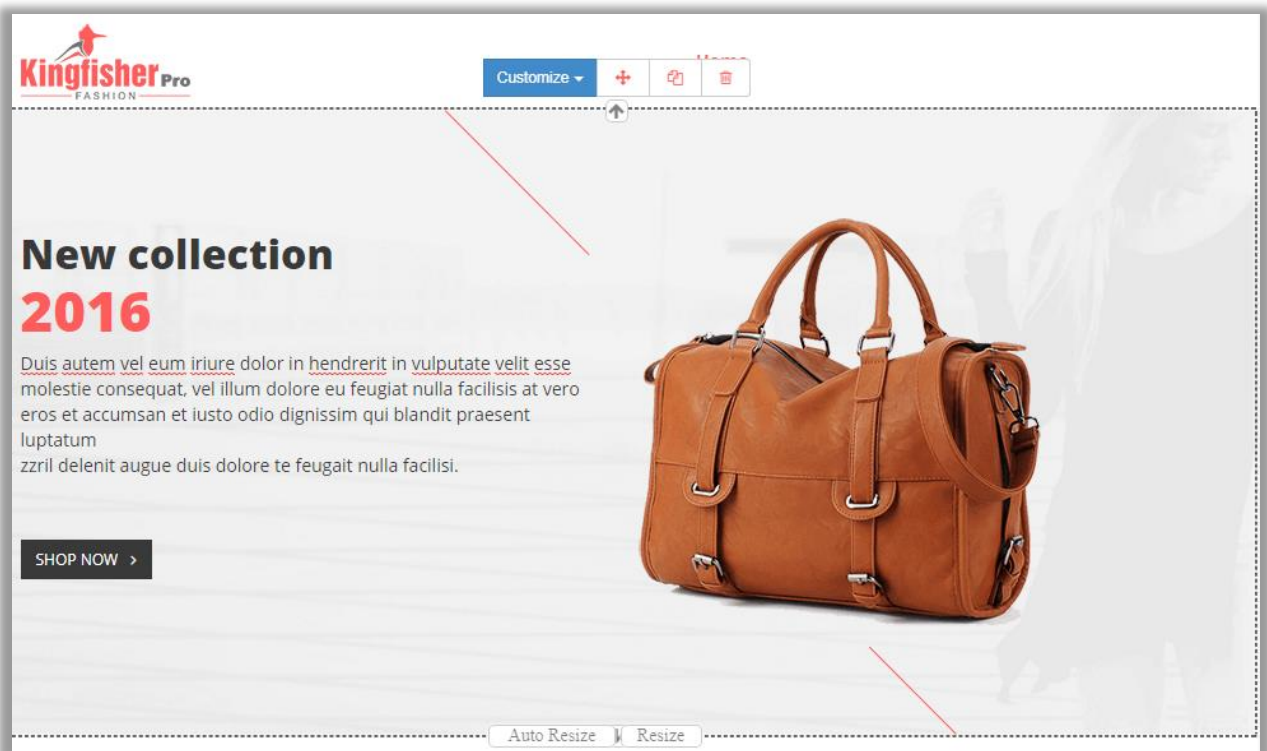 Kingfisher Pro
FASHION
Home
Customize
New collection
2016
Duis autem vel eum iriure dolor in hendrerit in vulputate velit esse
molestie consequat, vel illum dolore eu feugiat nulla facilisis at vero
eros et accumsan et iusto odio dignissim qui blandit praesent
luptatum
zzril delenit augue duis dolore te feugait nulla facilisi.
SHOP NOW
Auto Resize
Resize